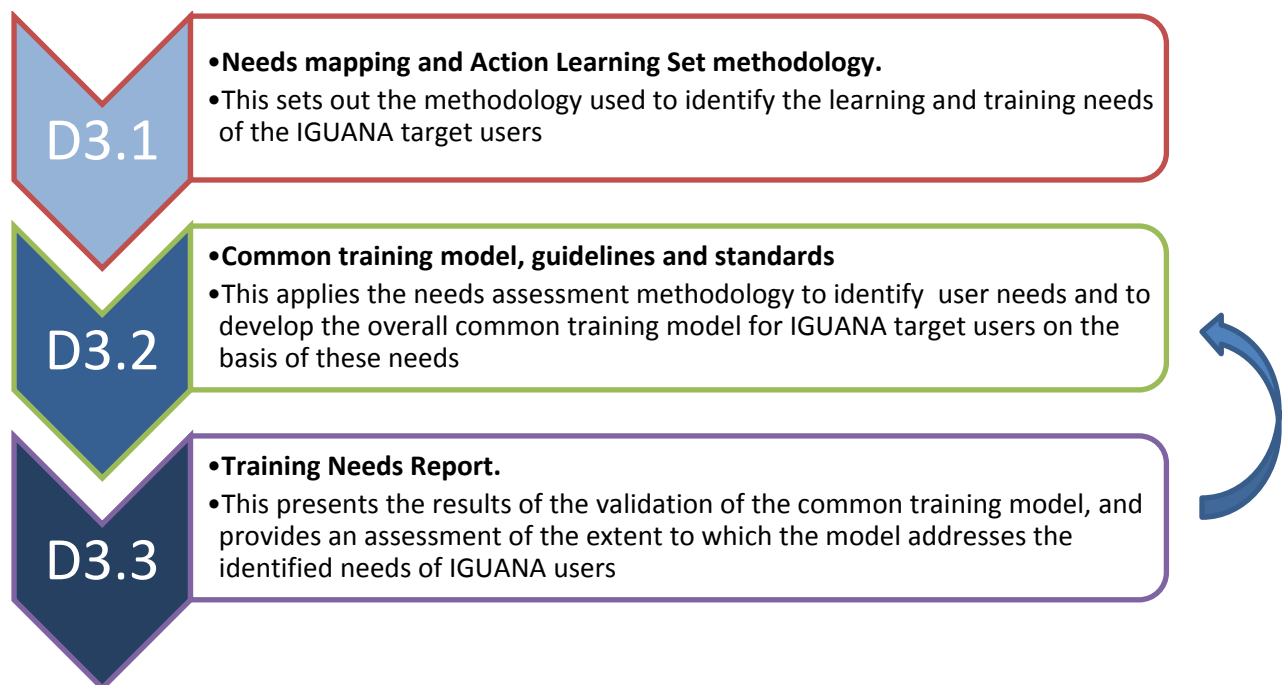 D3.1
•Needs mapping and Action Learning Set methodology.
•This sets out the methodology used to identify the learning and training needs
of the IGUANA target users
D3.2
•Common training model, guidelines and standards
•This applies the needs assessment methodology to identify  user needs and to
develop the overall common training model for IGUANA target users on the
basis of these needs
D3.3
•Training Needs Report.
•This presents the results of the validation of the common training model, and
provides an assessment of the extent to which the model addresses the
identified needs of IGUANA users